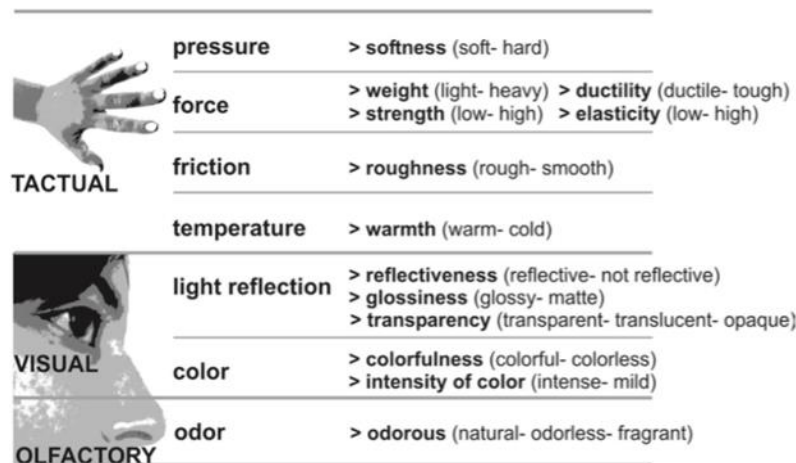 pressure > softness (soft- hard)
force > weight (light- heavy) > ductility (ductile- tough)
> strength (low- high) > elasticity (low- high)
friction > roughness (rough- smooth)
TACTUAL
temperature > warmth (warm- cold)
light reflection > reflectiveness (reflective- not reflective)
> glossiness (glossy- matte)
> transparency (transparent- translucent- opaque)
VISUAL
color > colorfulness (colorful- colorless)
> intensity of color (intense- mild)
odor > odorous (natural- odorless- fragrant)
OLFACTORY